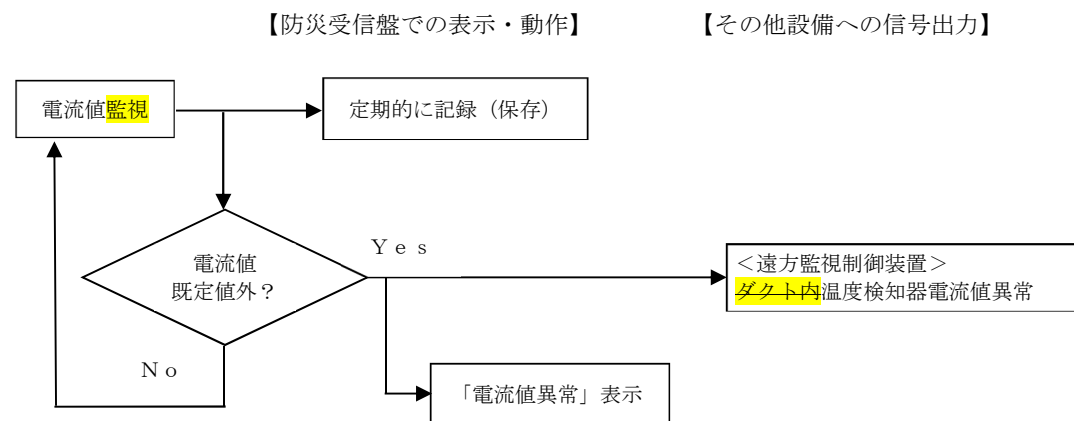 【防災受信盤での表示・動作】
【その他設備への信号出力】
電流値監視
定期的に記録（保存）
電流値
既定値外？
Ｙｅｓ
＜遠方監視制御装置＞
ダクト内温度検知器電流値異常
Ｎｏ
「電流値異常」表示